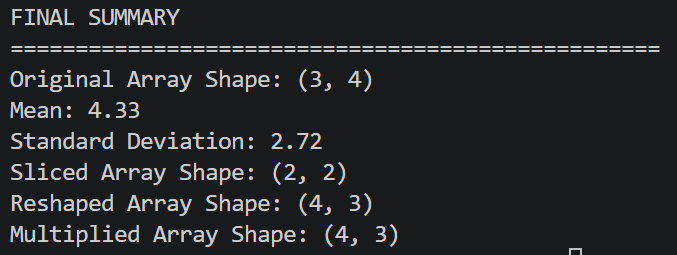 FINAL SUMMARY
==================================================
Original Array Shape: (3, 4)
Mean: 4.33
Standard Deviation: 2.72
Sliced Array Shape: (2, 2)
Reshaped Array Shape: (4, 3)
Multiplied Array Shape: (4, 3)